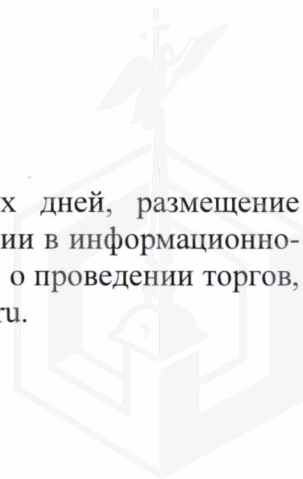 х дней, размещение
ии в информационно-
о проведении торгов,
ru.